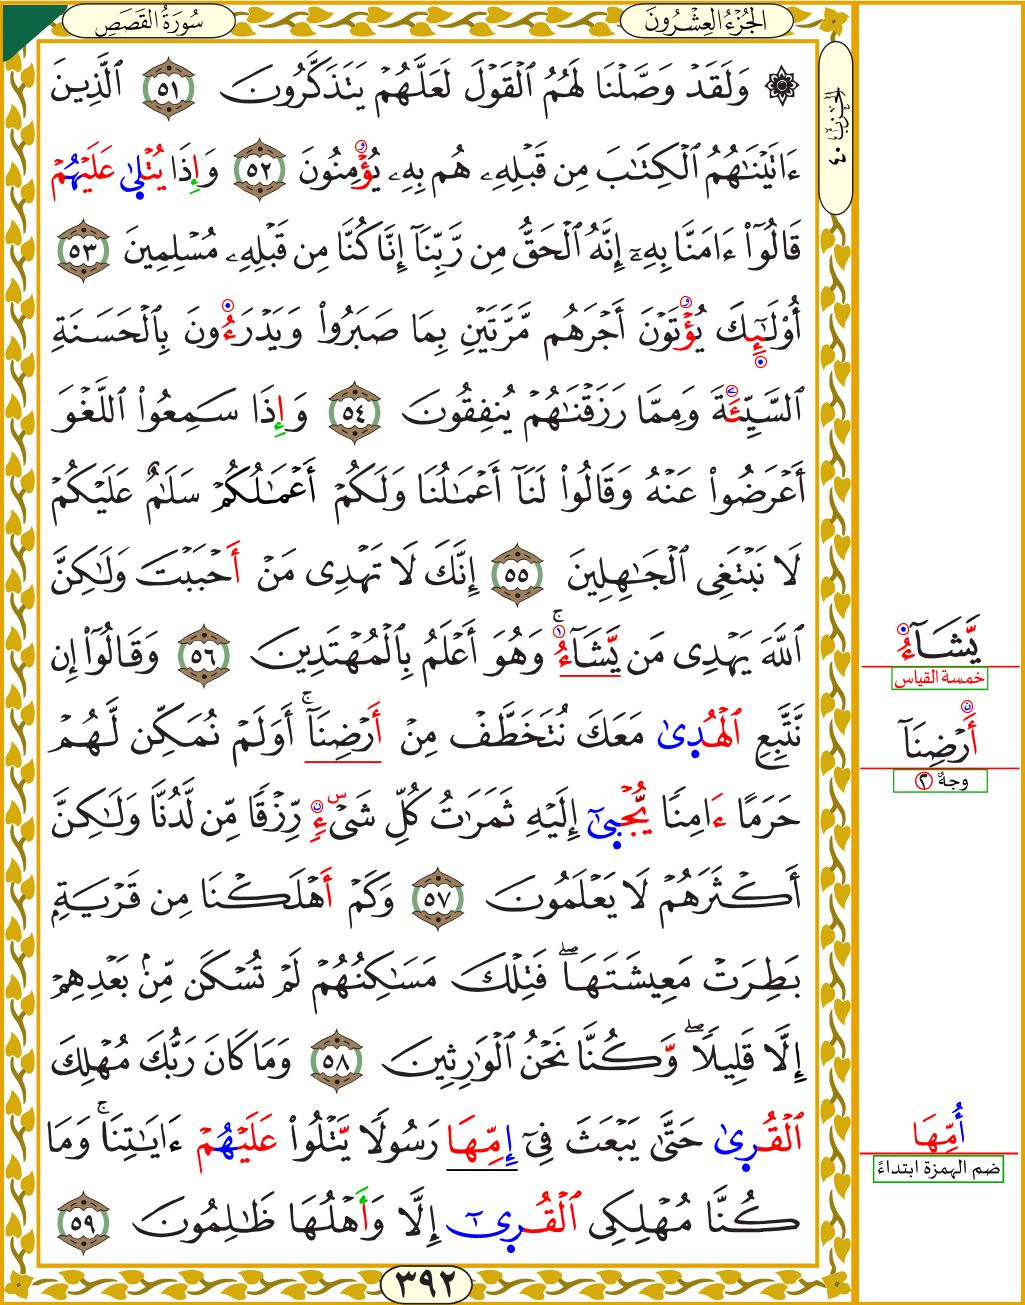 سُورَةُ القَصَصِ
الجُزْءُ العِشْرُونَ
الحِزْبُ ٤٠
۞ وَلَقَدْ وَصَّلْنَا لَهُمُ ٱلْقَوْلَ لَعَلَّهُمْ يَتَذَكَّرُونَ ٥١ ٱلَّذِينَ
ءَاتَيْنَـٰهُمُ ٱلْكِتَـٰبَ مِن قَبْلِهِۦ هُم بِهِۦ يُؤْمِنُونَ ٥٢ وَإِذَا يُتْلَىٰ عَلَيْهُمْ
قَالُوٓا۟ ءَامَنَّا بِهِۦٓ إِنَّهُ ٱلْحَقُّ مِن رَّبِّنَآ إِنَّا كُنَّا مِن قَبْلِهِۦ مُسْلِمِينَ ٥٣
أُو۟لَـٰٓئِكَ يُؤْتَوْنَ أَجْرَهُم مَّرَّتَيْنِ بِمَا صَبَرُوا۟ وَيَدْرَءُونَ بِٱلْحَسَنَةِ
ٱلسَّيِّئَةَ وَمِمَّا رَزَقْنَـٰهُمْ يُنفِقُونَ ٥٤ وَإِذَا سَمِعُوا۟ ٱللَّغْوَ
أَعْرَضُوا۟ عَنْهُ وَقَالُوا۟ لَنَآ أَعْمَـٰلُنَا وَلَكُمْ أَعْمَـٰلُكُمْ سَلَـٰمٌ عَلَيْكُمْ
لَا نَبْتَغِى ٱلْجَـٰهِلِينَ ٥٥ إِنَّكَ لَا تَهْدِى مَنْ أَحْبَبْتَ وَلَـٰكِنَّ
ٱللَّهَ يَهْدِى مَن يَّشَآءُ ۚ وَهُوَ أَعْلَمُ بِٱلْمُهْتَدِينَ ٥٦ وَقَالُوٓا۟ إِن
نَّتَّبِعِ ٱلْهُدِىٰ مَعَكَ نُتَخَطَّفْ مِنْ أَرْضِنَآ ۚ أَوَلَمْ نُمَكِّن لَّهُمْ
حَرَمًا ءَامِنًا يُّجْبِىٰٓ إِلَيْهِ ثَمَرَٰتُ كُلِّ شَىْءٍ رِّزْقًا مِّن لَّدُنَّا وَلَـٰكِنَّ
أَكْثَرَهُمْ لَا يَعْلَمُونَ ٥٧ وَكَمْ أَهْلَكْنَا مِن قَرْيَةٍ
بَطِرَتْ مَعِيشَتَهَا ۖ فَتِلْكَ مَسَـٰكِنُهُمْ لَمْ تُسْكَن مِّنۢ بَعْدِهِمْ
إِلَّا قَلِيلًا ۖ وَّكُنَّا نَحْنُ ٱلْوَٰرِثِينَ ٥٨ وَمَا كَانَ رَبُّكَ مُهْلِكَ
ٱلْقُرِىٰ حَتَّىٰ يَبْعَثَ فِىٓ إِمِّهَا رَسُولًا يَّتْلُوا۟ عَلَيْهُمْ ءَايَـٰتِنَا ۚ وَمَا
كُنَّا مُهْلِكِى ٱلْقُرِىٰٓ إِلَّا وَأَهْلُهَا ظَـٰلِمُونَ ٥٩
٣٩٢
يَّشَآءُ
خمسة القياس
أَرْضِنَآ
وجهٌ ٢
أُمِّهَا
ضم الهمزة ابتداءً